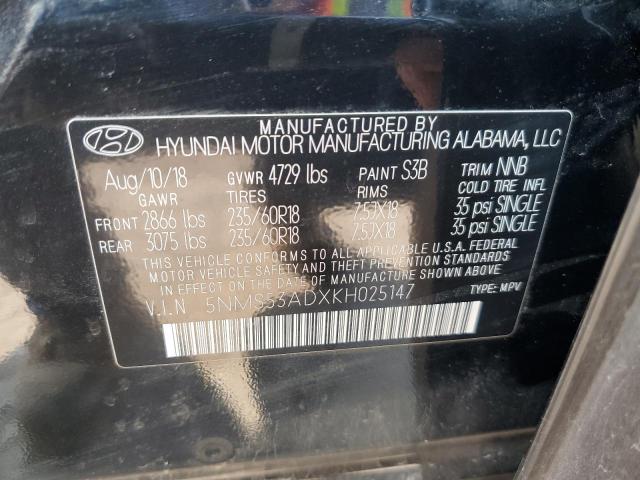 MANUFACTURED BY
HYUNDAI MOTOR MANUFACTURING ALABAMA, LLC
Aug/10/18 GVWR 4729 lbs PAINT S3B TRIM NNB
GAWR TIRES RIMS COLD TIRE INFL
FRONT 2866 lbs 235/60R18 7.5JX18 35 psi SINGLE
REAR 3075 lbs 235/60R18 7.5JX18 35 psi SINGLE
THIS VEHICLE CONFORMS TO ALL APPLICABLE U.S.A. FEDERAL
MOTOR VEHICLE SAFETY AND THEFT PREVENTION STANDARDS
IN EFFECT ON THE DATE OF MANUFACTURE SHOWN ABOVE.
V.I.N 5NMS53ADXKH025147 TYPE: MPV